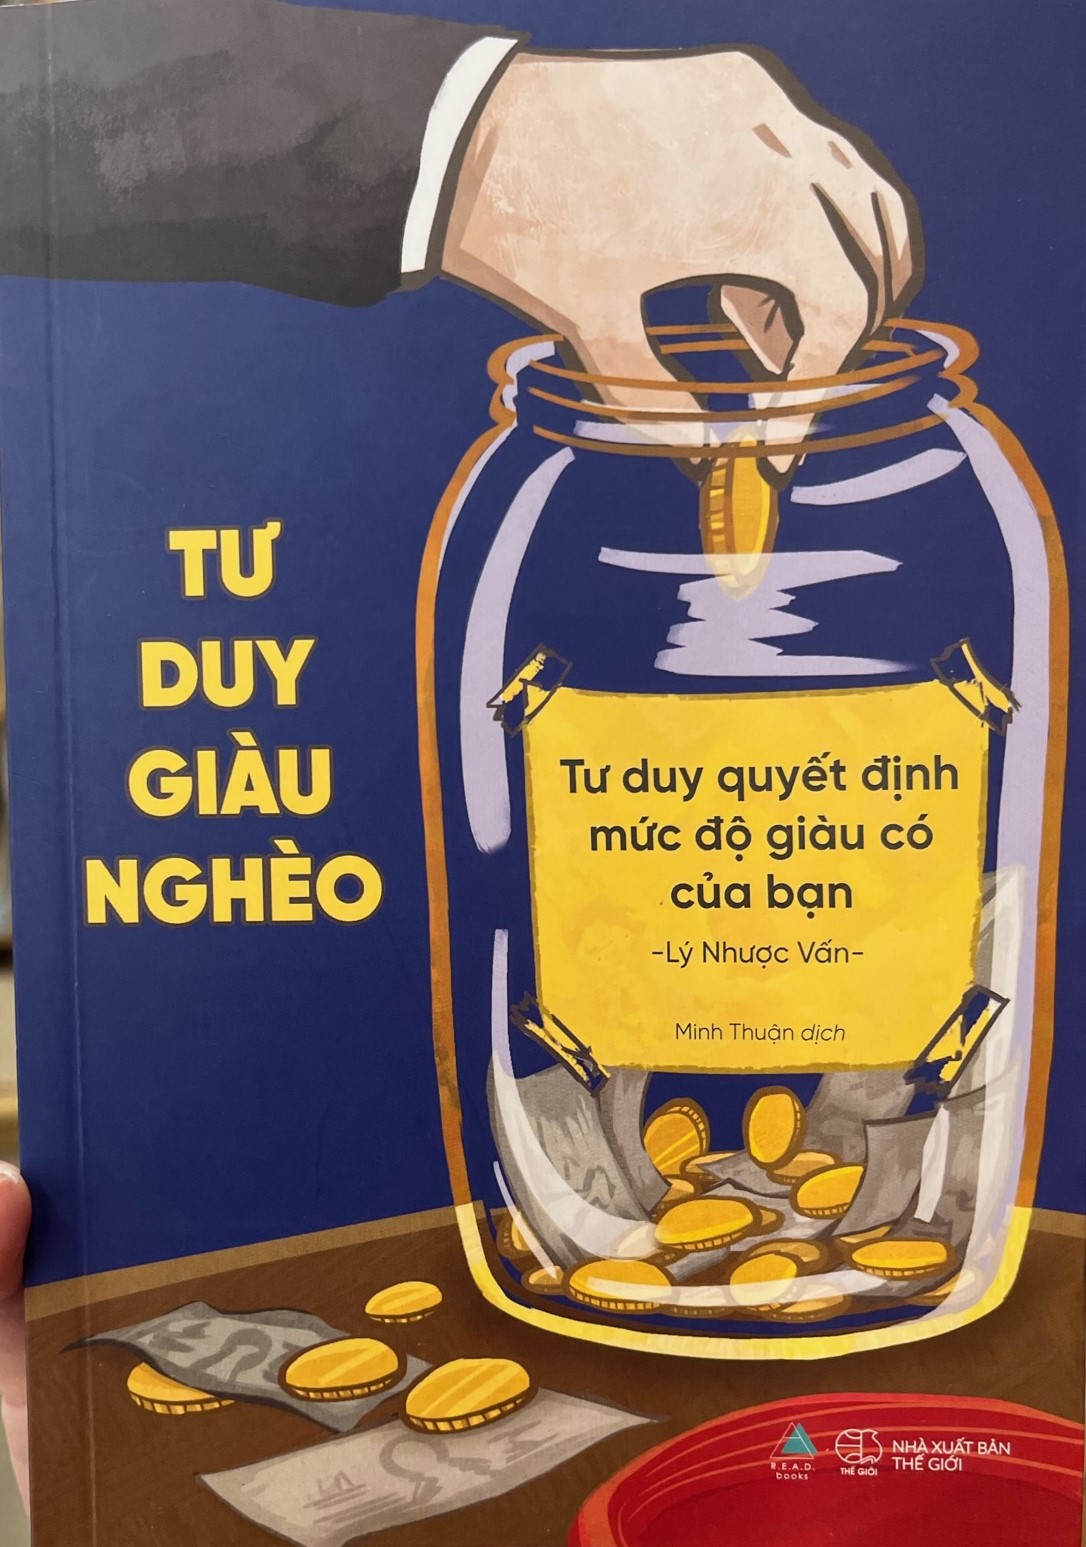 TƯ
DUY
GIÀU
NGHÈO
Tư duy quyết định
mức độ giàu có
của bạn
-Lý Nhược Vấn-
Minh Thuận dịch
R.E.A.D.
books
THẾ GIỚI
NHÀ XUẤT BẢN
THẾ GIỚI